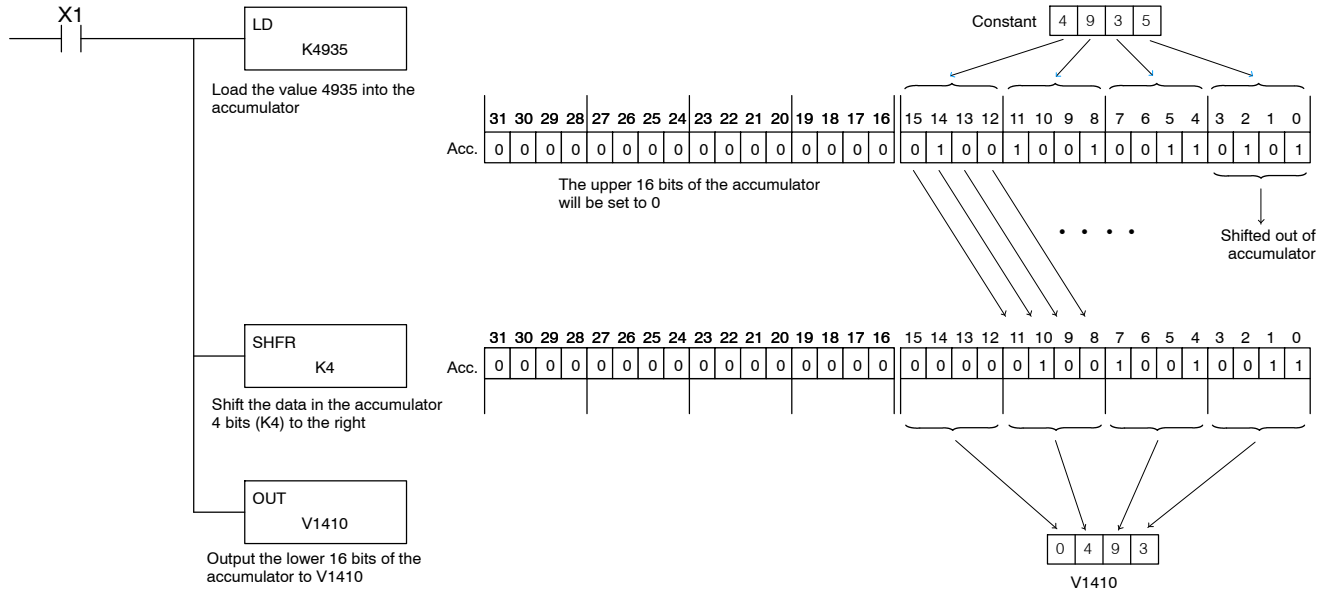 X1
LD
K4935
Load the value 4935 into the
accumulator
Constant 4 9 3 5
31 30 29 28 27 26 25 24 23 22 21 20 19 18 17 16 15 14 13 12 11 10 9 8 7 6 5 4 3 2 1 0
Acc. 0 0 0 0 0 0 0 0 0 0 0 0 0 0 0 0 0 1 0 0 1 0 0 1 0 0 1 1 0 1 0 1
The upper 16 bits of the accumulator
will be set to 0
Shifted out of
accumulator
SHFR
K4
Shift the data in the accumulator
4 bits (K4) to the right
31 30 29 28 27 26 25 24 23 22 21 20 19 18 17 16 15 14 13 12 11 10 9 8 7 6 5 4 3 2 1 0
Acc. 0 0 0 0 0 0 0 0 0 0 0 0 0 0 0 0 0 0 0 0 0 1 0 0 1 0 0 1 0 0 1 1
OUT
V1410
Output the lower 16 bits of the
accumulator to V1410
0 4 9 3
V1410